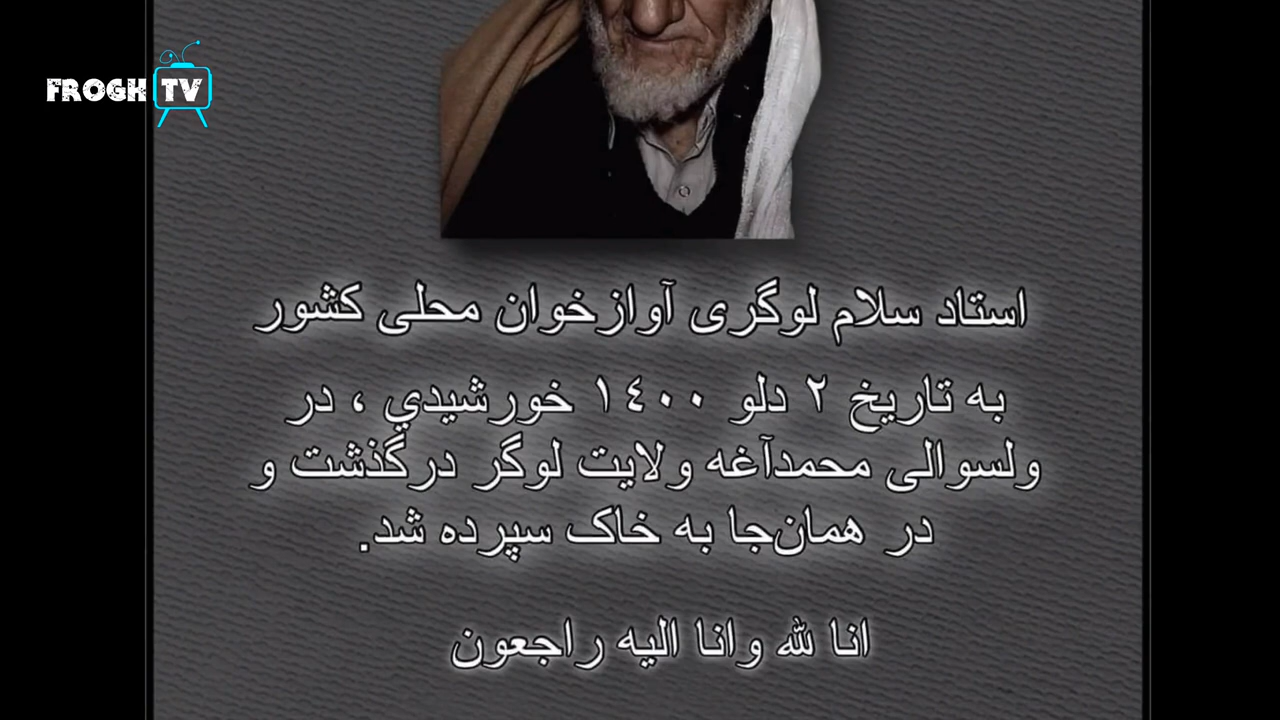 FROGH TV
استاد سلام لوگری آوازخوان محلی کشور
به تاریخ ۲ دلو ١٤٠٠ خورشیدي ، در
ولسوالی محمدآغه ولایت لوگر درگذشت و
در همان‌جا به خاک سپرده شد.
انا لله وانا الیه راجعون